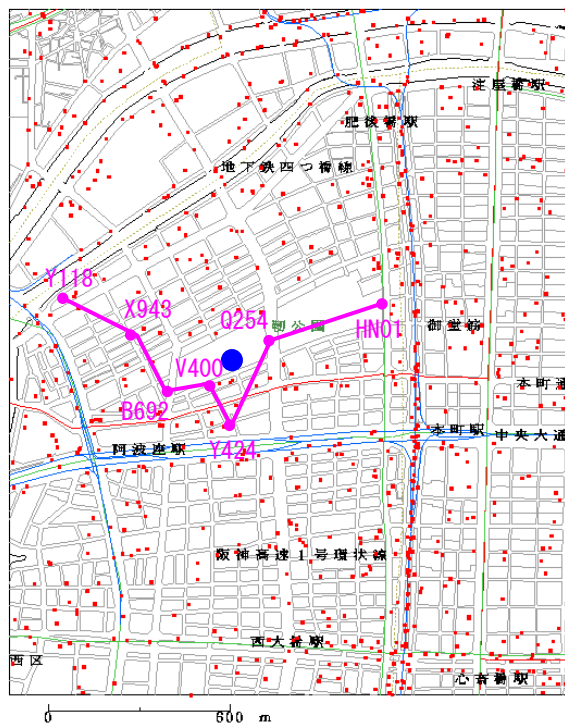 淀屋橋駅
肥後橋駅
地下鉄四つ橋線
Y118
X943
Q254
靭公園
HN01
御堂筋
V400
B692
本町通
Y424
本町駅
中央大通
阿波座駅
阪神高速1号環状線
西大橋駅
西区
心斎橋駅
0 600 m